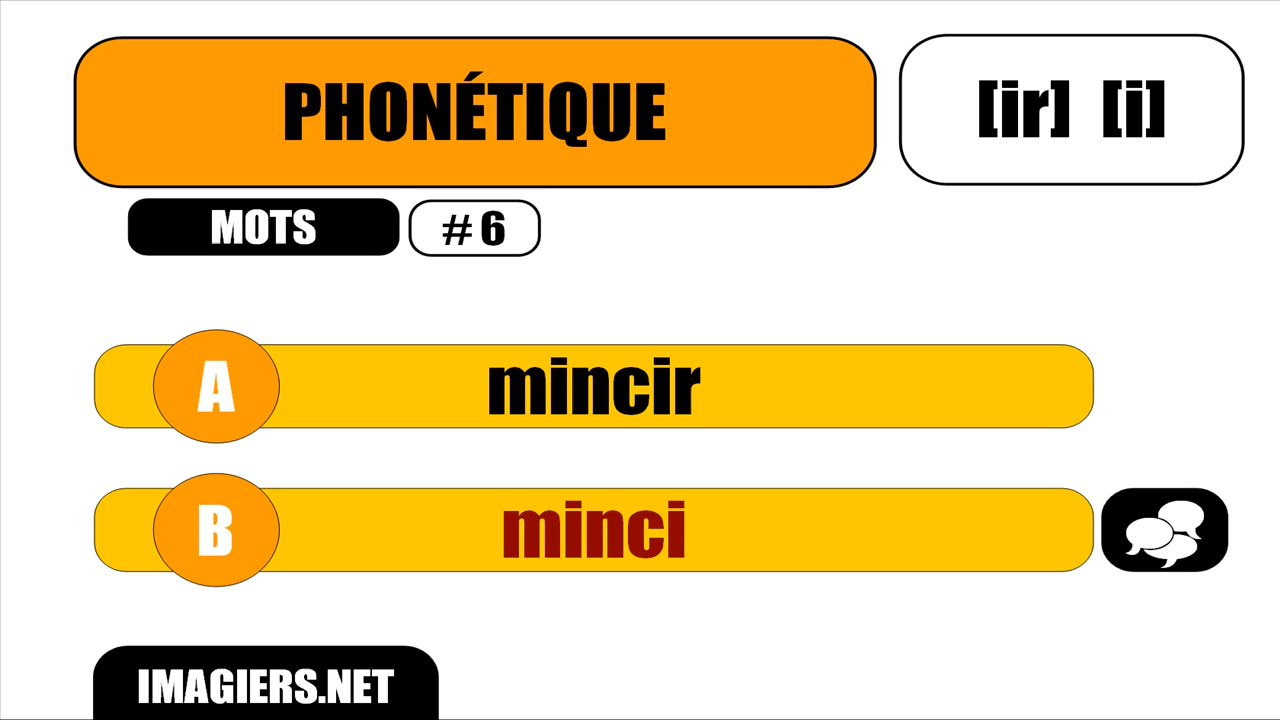 PHONÉTIQUE
[ir] [i]
MOTS
# 6
A
mincir
B
minci
IMAGIERS.NET